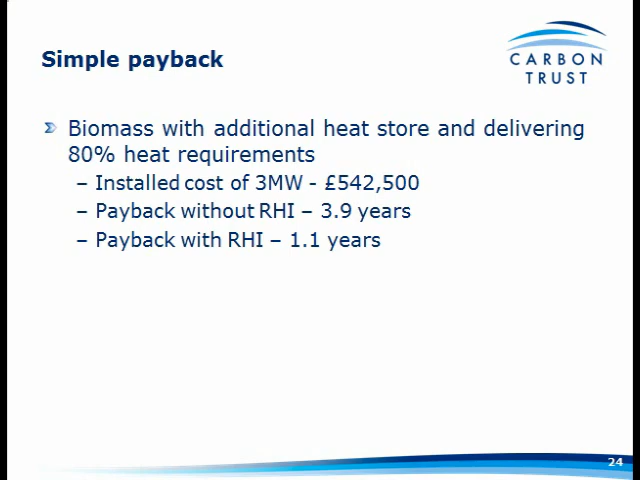 Simple payback
CARBON
TRUST
Biomass with additional heat store and delivering
80% heat requirements
– Installed cost of 3MW - £542,500
– Payback without RHI – 3.9 years
– Payback with RHI – 1.1 years
24